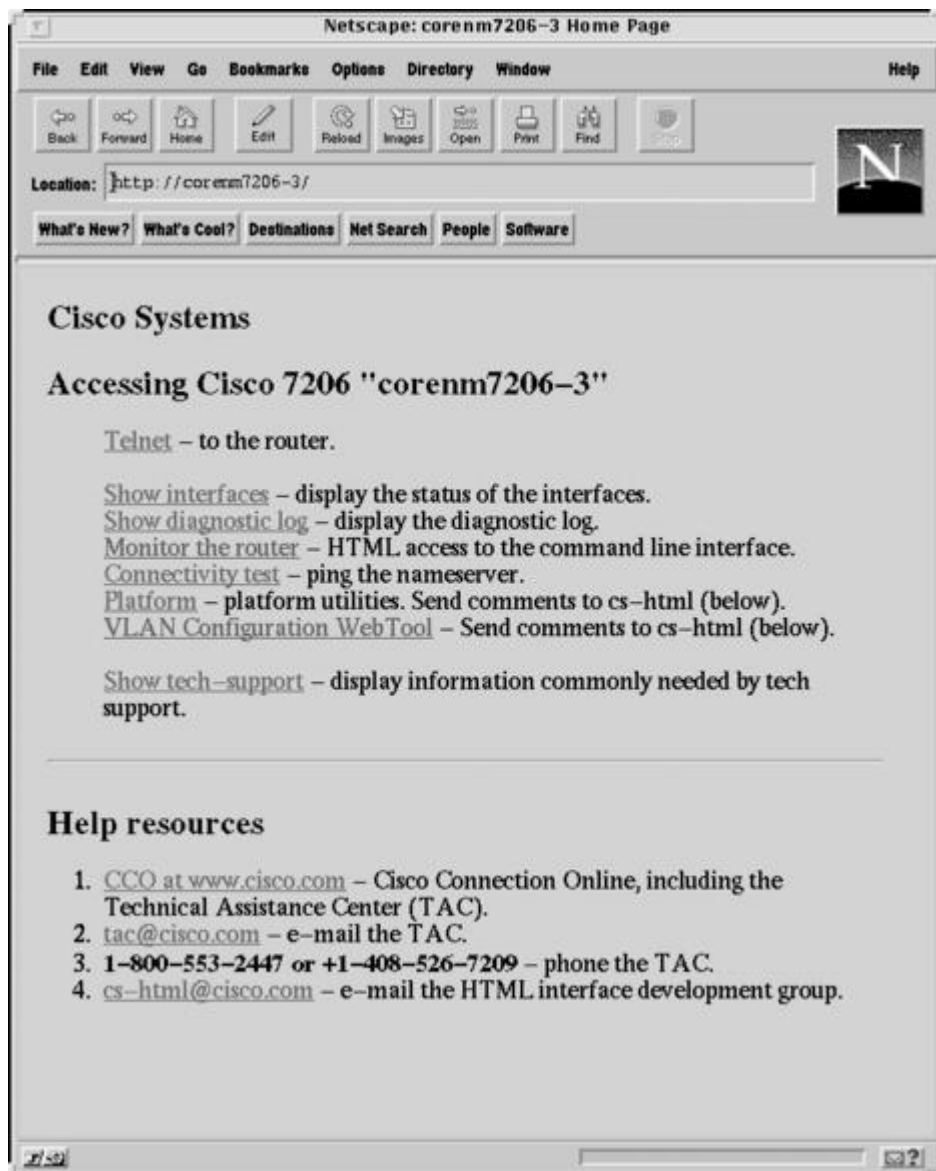 Netscape: corenm7206-3 Home Page
File Edit View Go Bookmarks Options Directory Window Help
Back Forward Home Edit Reload Images Open Print Find
Location: http://corenm7206-3/
N
What's New? What's Cool? Destinations Net Search People Software
Cisco Systems
Accessing Cisco 7206 "corenm7206-3"
Telnet – to the router.
Show interfaces – display the status of the interfaces.
Show diagnostic log – display the diagnostic log.
Monitor the router – HTML access to the command line interface.
Connectivity test – ping the nameserver.
Platform – platform utilities. Send comments to cs-html (below).
VLAN Configuration WebTool – Send comments to cs-html (below).
Show tech-support – display information commonly needed by tech
support.
Help resources
1. CCO at www.cisco.com – Cisco Connection Online, including the
Technical Assistance Center (TAC).
2. tac@cisco.com – e-mail the TAC.
3. 1-800-553-2447 or +1-408-526-7209 – phone the TAC.
4. cs-html@cisco.com – e-mail the HTML interface development group.
?